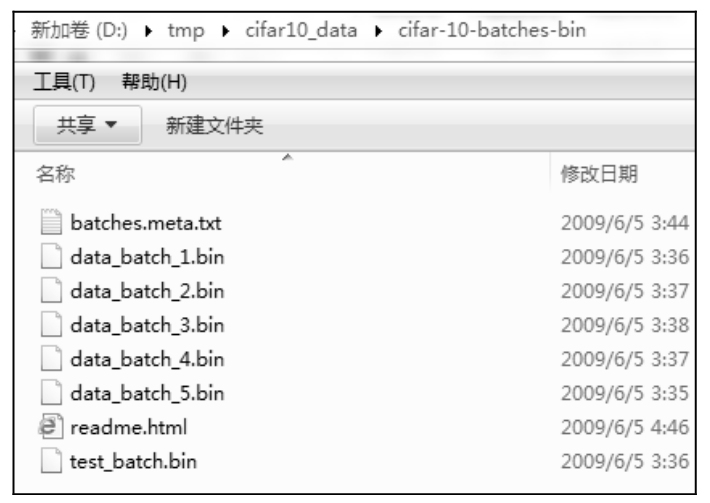 新加卷 (D:) ▸ tmp ▸ cifar10_data ▸ cifar-10-batches-bin
工具(T) 帮助(H)
共享 ▼ 新建文件夹
名称 修改日期
batches.meta.txt 2009/6/5 3:44
data_batch_1.bin 2009/6/5 3:36
data_batch_2.bin 2009/6/5 3:37
data_batch_3.bin 2009/6/5 3:38
data_batch_4.bin 2009/6/5 3:37
data_batch_5.bin 2009/6/5 3:35
readme.html 2009/6/5 4:46
test_batch.bin 2009/6/5 3:36